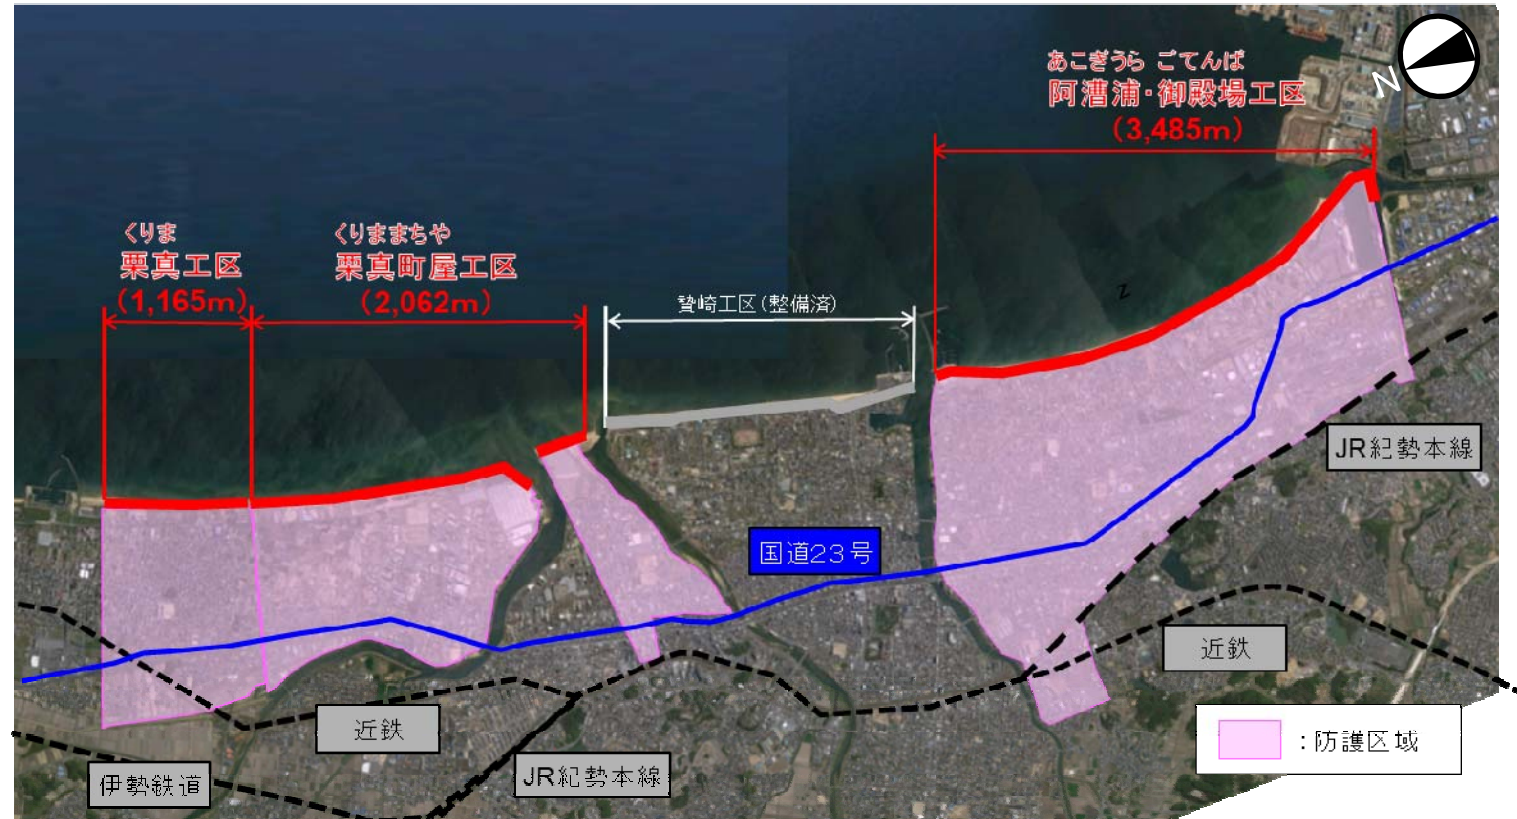 あこぎうら ごてんば
阿漕浦・御殿場工区
(3,485m)
N
くりま
栗真工区
(1,165m)
くりままちや
栗真町屋工区
(2,062m)
贄崎工区(整備済)
N
JR紀勢本線
国道23号
近鉄
近鉄
JR紀勢本線
伊勢鉄道
:防護区域